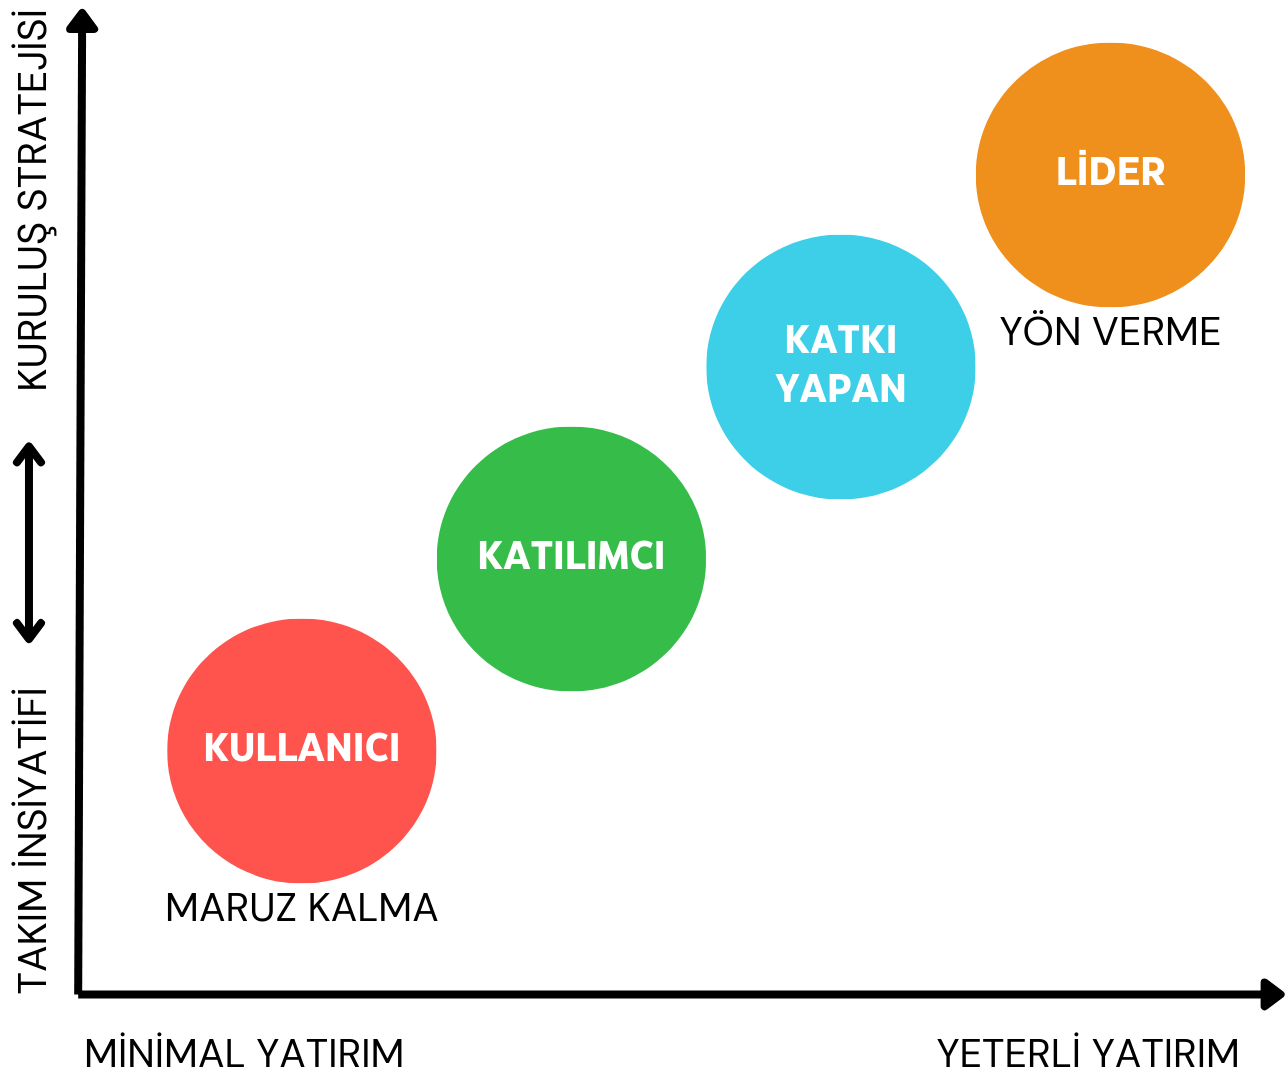 KURULUŞ STRATEJİSİ
TAKIM İNSİYATİFİ
LİDER
YÖN VERME
KATKI
YAPAN
KATILIMCI
KULLANICI
MARUZ KALMA
MİNİMAL YATIRIM
YETERLİ YATIRIM